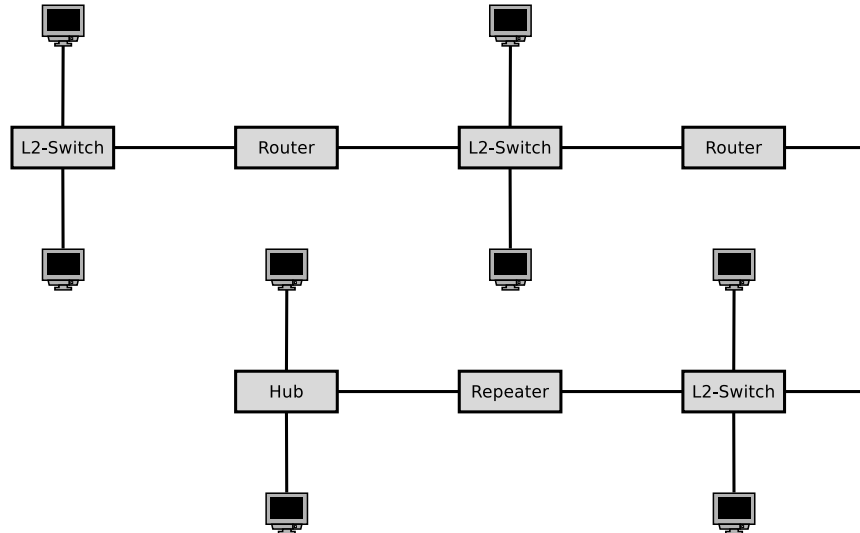 L2-Switch
Router
L2-Switch
Router
Hub
Repeater
L2-Switch